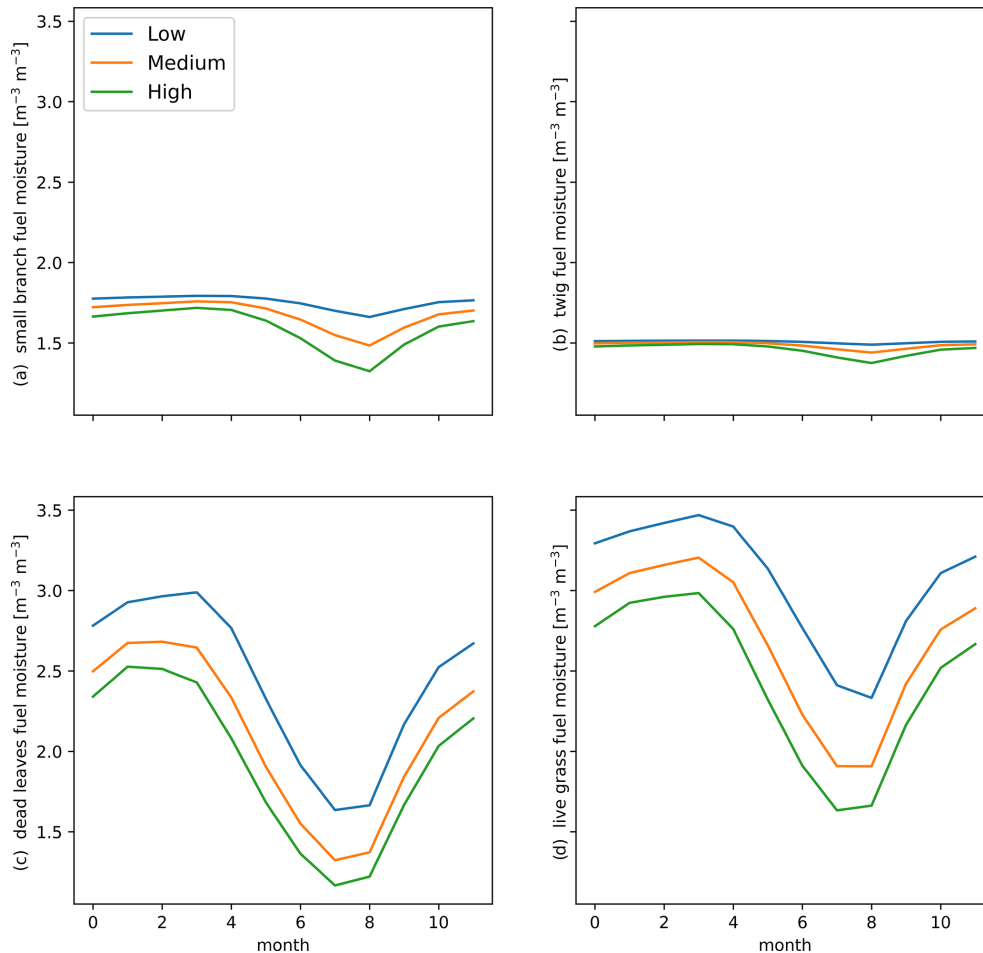 3.5
3.0
2.5
2.0
1.5
(a)  small branch fuel moisture [m⁻³ m⁻³]
Low
Medium
High
(b)  twig fuel moisture [m⁻³ m⁻³]
3.5
3.0
2.5
2.0
1.5
(c)  dead leaves fuel moisture [m⁻³ m⁻³]
0 2 4 6 8 10
month
(d)  live grass fuel moisture [m⁻³ m⁻³]
0 2 4 6 8 10
month